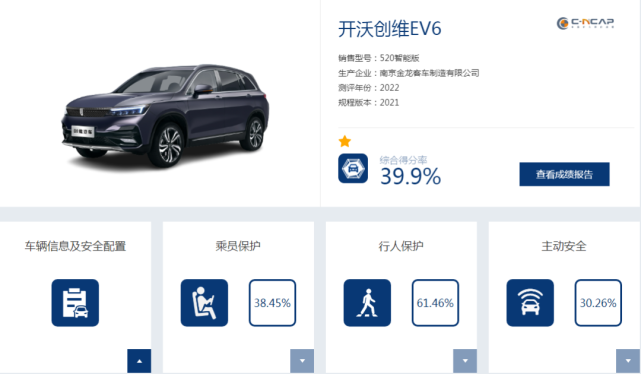 开沃创维EV6
C-NCAP
销售型号：520智能版
生产企业：南京金龙客车制造有限公司
测评年份：2022
规程版本：2021
综合得分率
39.9%
查看成绩报告
车辆信息及安全配置
乘员保护
38.45%
行人保护
61.46%
主动安全
30.26%